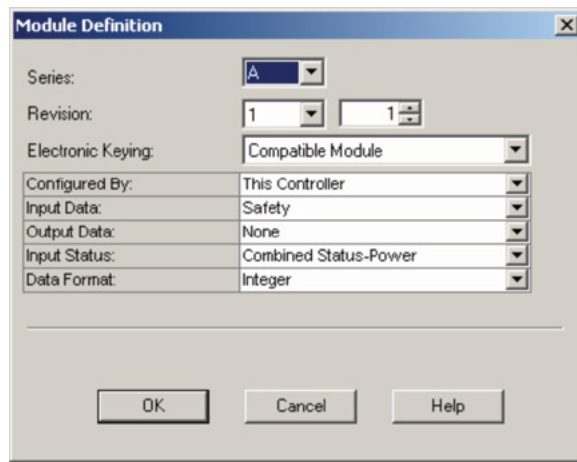 Module Definition
Series: A
Revision: 1 1
Electronic Keying: Compatible Module
Configured By: This Controller
Input Data: Safety
Output Data: None
Input Status: Combined Status-Power
Data Format: Integer
OK Cancel Help